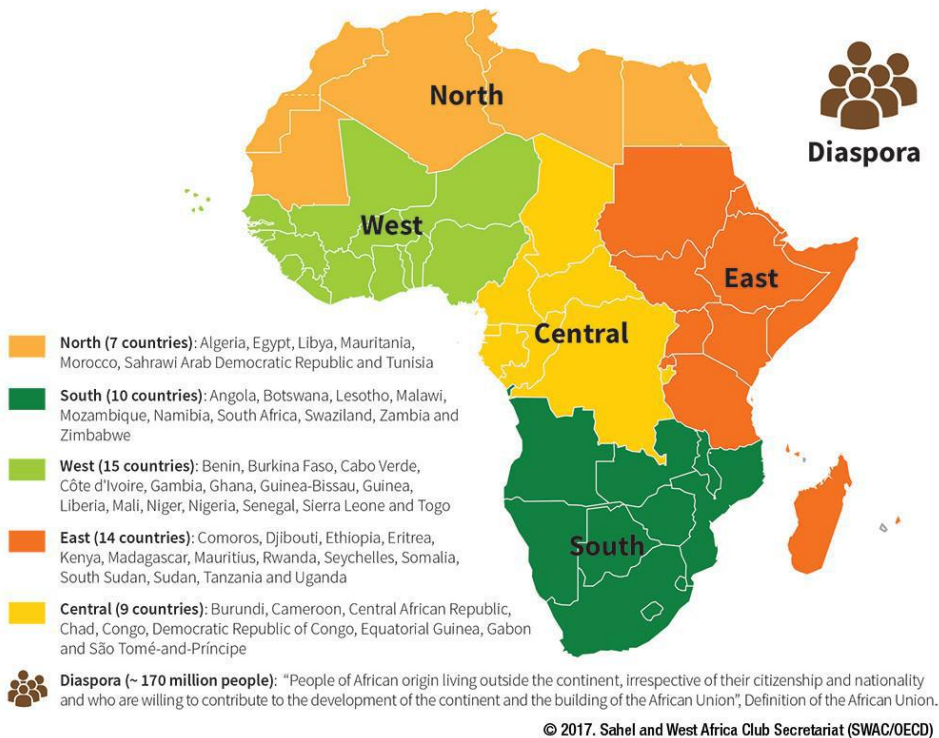 North
Diaspora
West
East
Central
South
North (7 countries): Algeria, Egypt, Libya, Mauritania,
Morocco, Sahrawi Arab Democratic Republic and Tunisia
South (10 countries): Angola, Botswana, Lesotho, Malawi,
Mozambique, Namibia, South Africa, Swaziland, Zambia and
Zimbabwe
West (15 countries): Benin, Burkina Faso, Cabo Verde,
Côte d'Ivoire, Gambia, Ghana, Guinea-Bissau, Guinea,
Liberia, Mali, Niger, Nigeria, Senegal, Sierra Leone and Togo
East (14 countries): Comoros, Djibouti, Ethiopia, Eritrea,
Kenya, Madagascar, Mauritius, Rwanda, Seychelles, Somalia,
South Sudan, Sudan, Tanzania and Uganda
Central (9 countries): Burundi, Cameroon, Central African Republic,
Chad, Congo, Democratic Republic of Congo, Equatorial Guinea, Gabon
and São Tomé-and-Príncipe
Diaspora (~ 170 million people): “People of African origin living outside the continent, irrespective of their citizenship and nationality
and who are willing to contribute to the development of the continent and the building of the African Union”, Definition of the African Union.
© 2017. Sahel and West Africa Club Secretariat (SWAC/OECD)